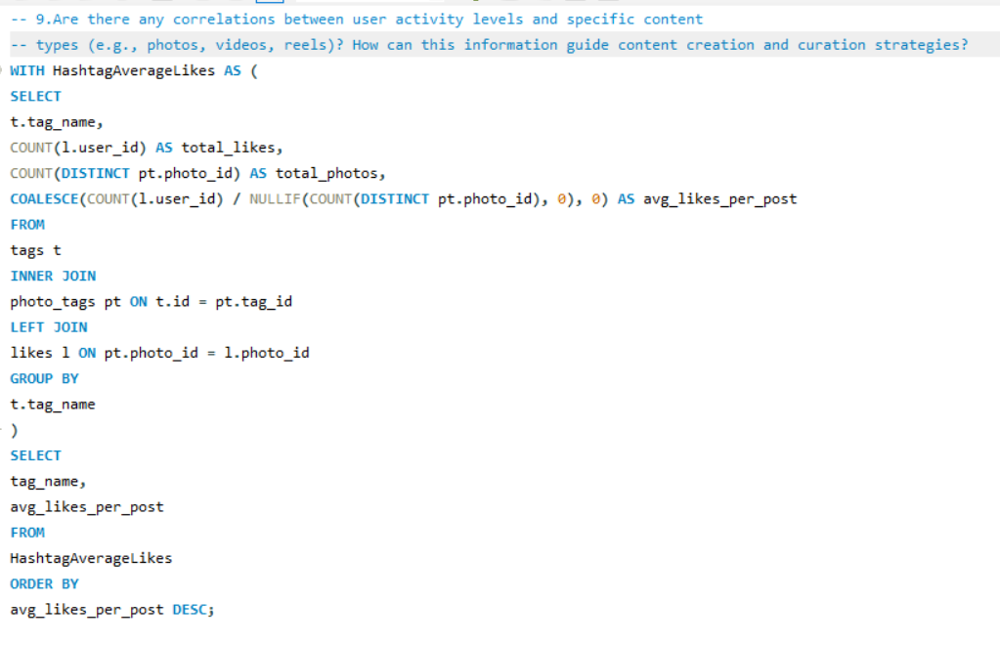 -- 9.Are there any correlations between user activity levels and specific content
-- types (e.g., photos, videos, reels)? How can this information guide content creation and curation strategies?
WITH HashtagAverageLikes AS (
SELECT
t.tag_name,
COUNT(l.user_id) AS total_likes,
COUNT(DISTINCT pt.photo_id) AS total_photos,
COALESCE(COUNT(l.user_id) / NULLIF(COUNT(DISTINCT pt.photo_id), 0), 0) AS avg_likes_per_post
FROM
tags t
INNER JOIN
photo_tags pt ON t.id = pt.tag_id
LEFT JOIN
likes l ON pt.photo_id = l.photo_id
GROUP BY
t.tag_name
)
SELECT
tag_name,
avg_likes_per_post
FROM
HashtagAverageLikes
ORDER BY
avg_likes_per_post DESC;